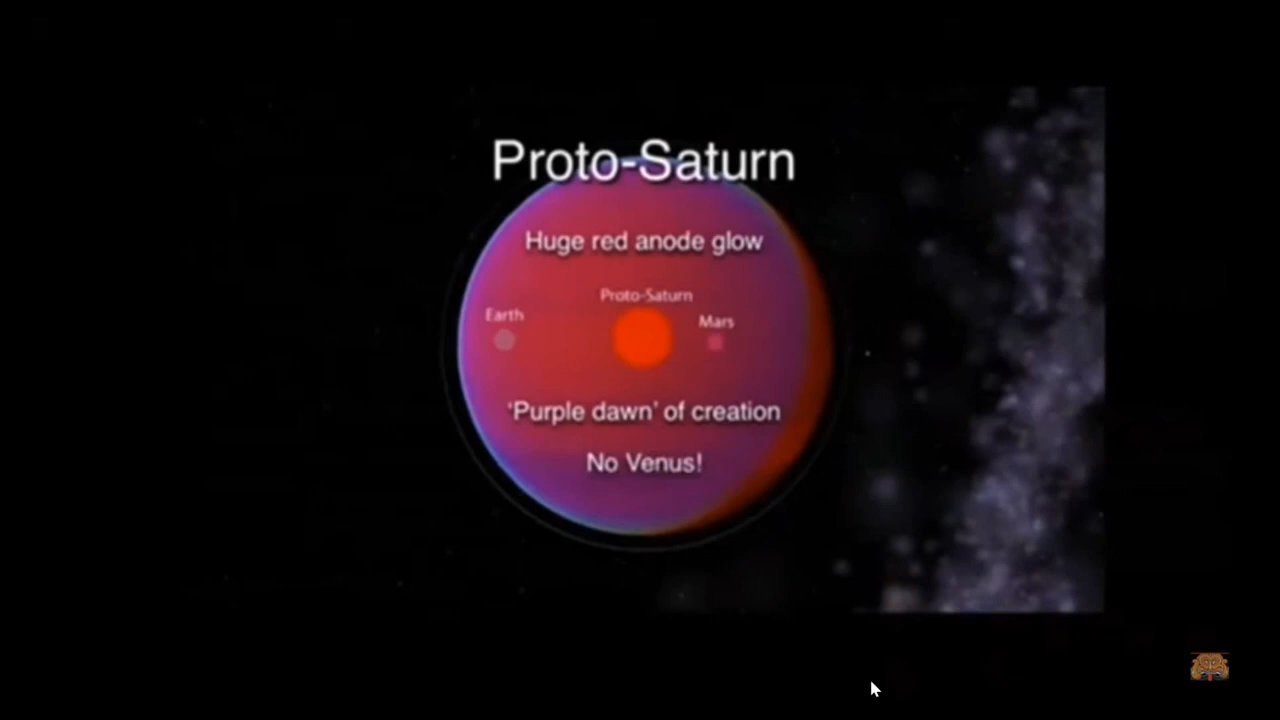 Proto-Saturn
Huge red anode glow
Proto-Saturn
Earth
Mars
‘Purple dawn’ of creation
No Venus!